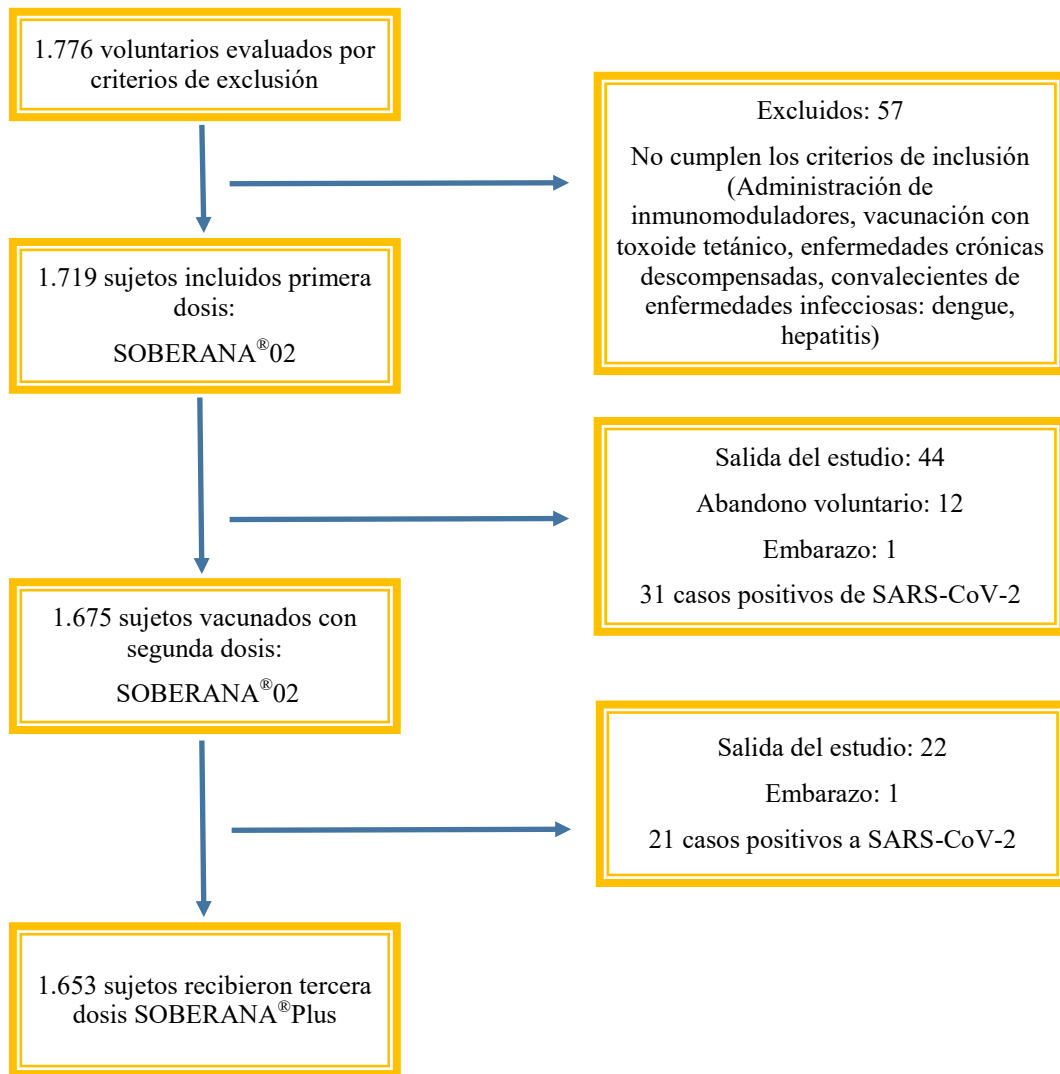 1.776 voluntarios evaluados por
criterios de exclusión
Excluidos: 57
No cumplen los criterios de inclusión
(Administración de
inmunomoduladores, vacunación con
toxoide tetánico, enfermedades crónicas
descompensadas, convalecientes de
enfermedades infecciosas: dengue,
hepatitis)
1.719 sujetos incluidos primera
dosis:
SOBERANA®02
Salida del estudio: 44
Abandono voluntario: 12
Embarazo: 1
31 casos positivos de SARS-CoV-2
1.675 sujetos vacunados con
segunda dosis:
SOBERANA®02
Salida del estudio: 22
Embarazo: 1
21 casos positivos a SARS-CoV-2
1.653 sujetos recibieron tercera
dosis SOBERANA®Plus